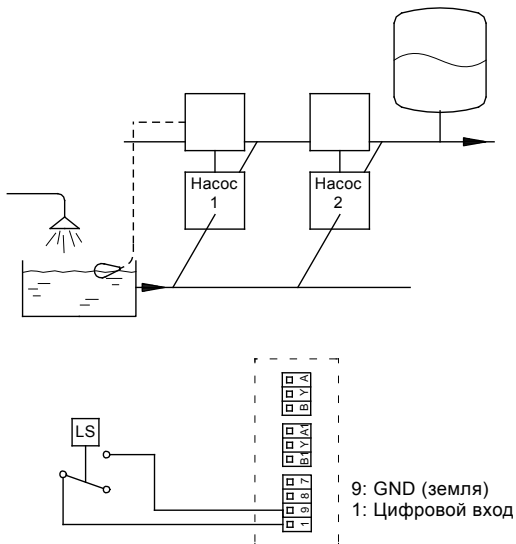 Насос
1
Насос
2
LS
A
Y
B
A1
Y
B1
7
8
9
1
9: GND (земля)
1: Цифровой вход